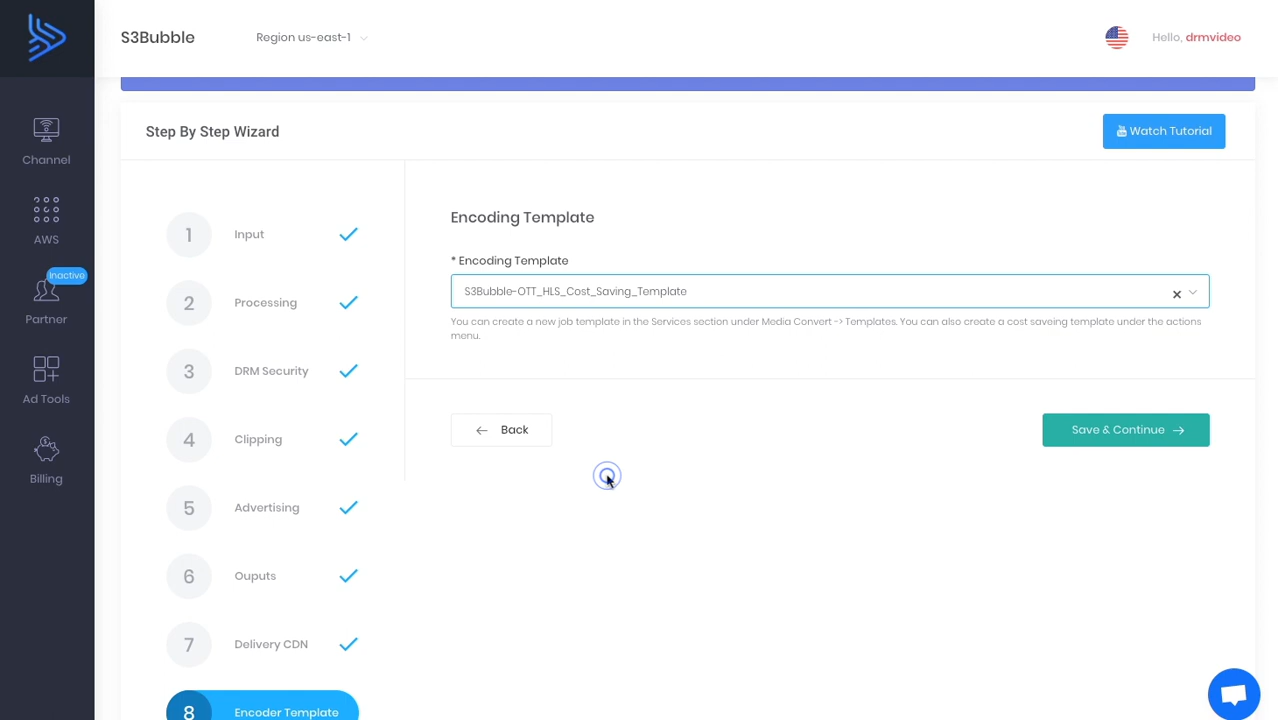 S3Bubble
Region us-east-1
Hello, drmvideo
Channel
AWS
Inactive
Partner
Ad Tools
Billing
Step By Step Wizard
Watch Tutorial
1 Input
2 Processing
3 DRM Security
4 Clipping
5 Advertising
6 Ouputs
7 Delivery CDN
8 Encoder Template
Encoding Template
* Encoding Template
S3Bubble-OTT_HLS_Cost_Saving_Template
You can create a new job template in the Services section under Media Convert -> Templates. You can also create a cost saveing template under the actions
menu.
Back
Save & Continue